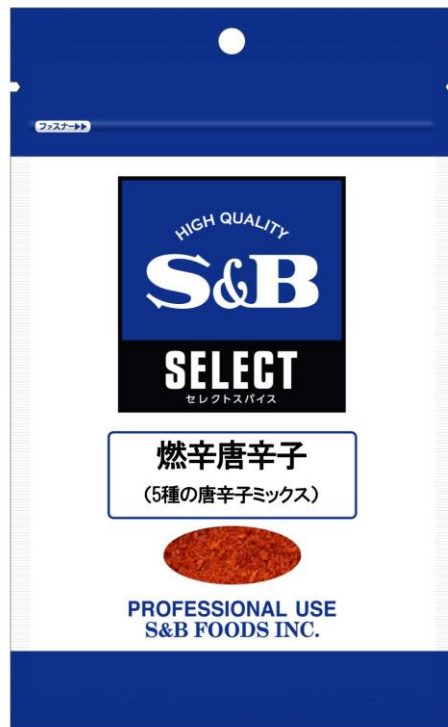 ファスナー▶▶
HIGH QUALITY
S&B
SELECT
セレクトスパイス
燃辛唐辛子
(5種の唐辛子ミックス)
PROFESSIONAL USE
S&B FOODS INC.